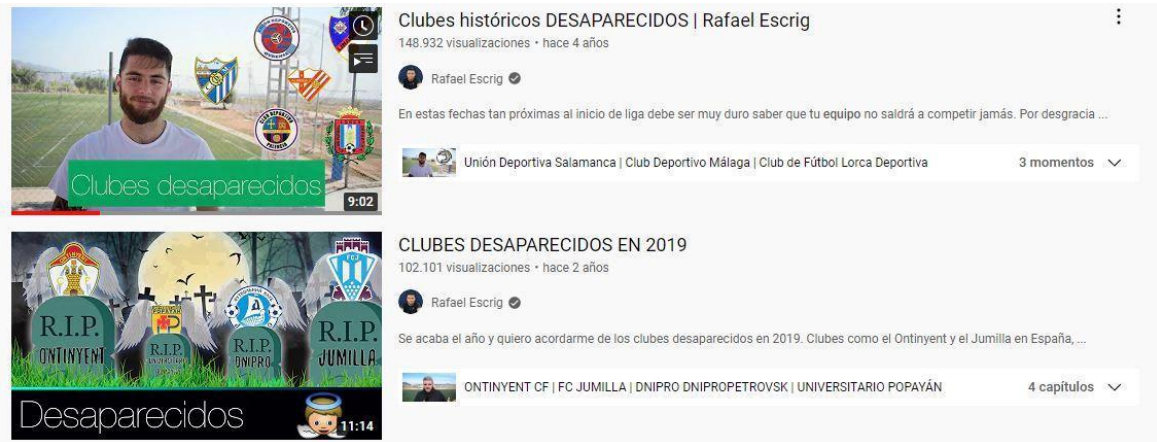 Clubes históricos DESAPARECIDOS | Rafael Escrig
148.932 visualizaciones • hace 4 años
Rafael Escrig
En estas fechas tan próximas al inicio de liga debe ser muy duro saber que tu equipo no saldrá a competir jamás. Por desgracia ...
Unión Deportiva Salamanca | Club Deportivo Málaga | Club de Fútbol Lorca Deportiva
3 momentos
Clubes desaparecidos
9:02
CLUBES DESAPARECIDOS EN 2019
102.101 visualizaciones • hace 2 años
Rafael Escrig
Se acaba el año y quiero acordarme de los clubes desaparecidos en 2019. Clubes como el Ontinyent y el Jumilla en España, ...
ONTINYENT CF | FC JUMILLA | DNIPRO DNIPROPETROVSK | UNIVERSITARIO POPAYÁN
4 capítulos
ONTINYENT
POPAYÁN
FCJ
R.I.P.
ONTINYENT
R.I.P.
R.I.P.
DNIPRO
R.I.P.
JUMILLA
Desaparecidos
11:14